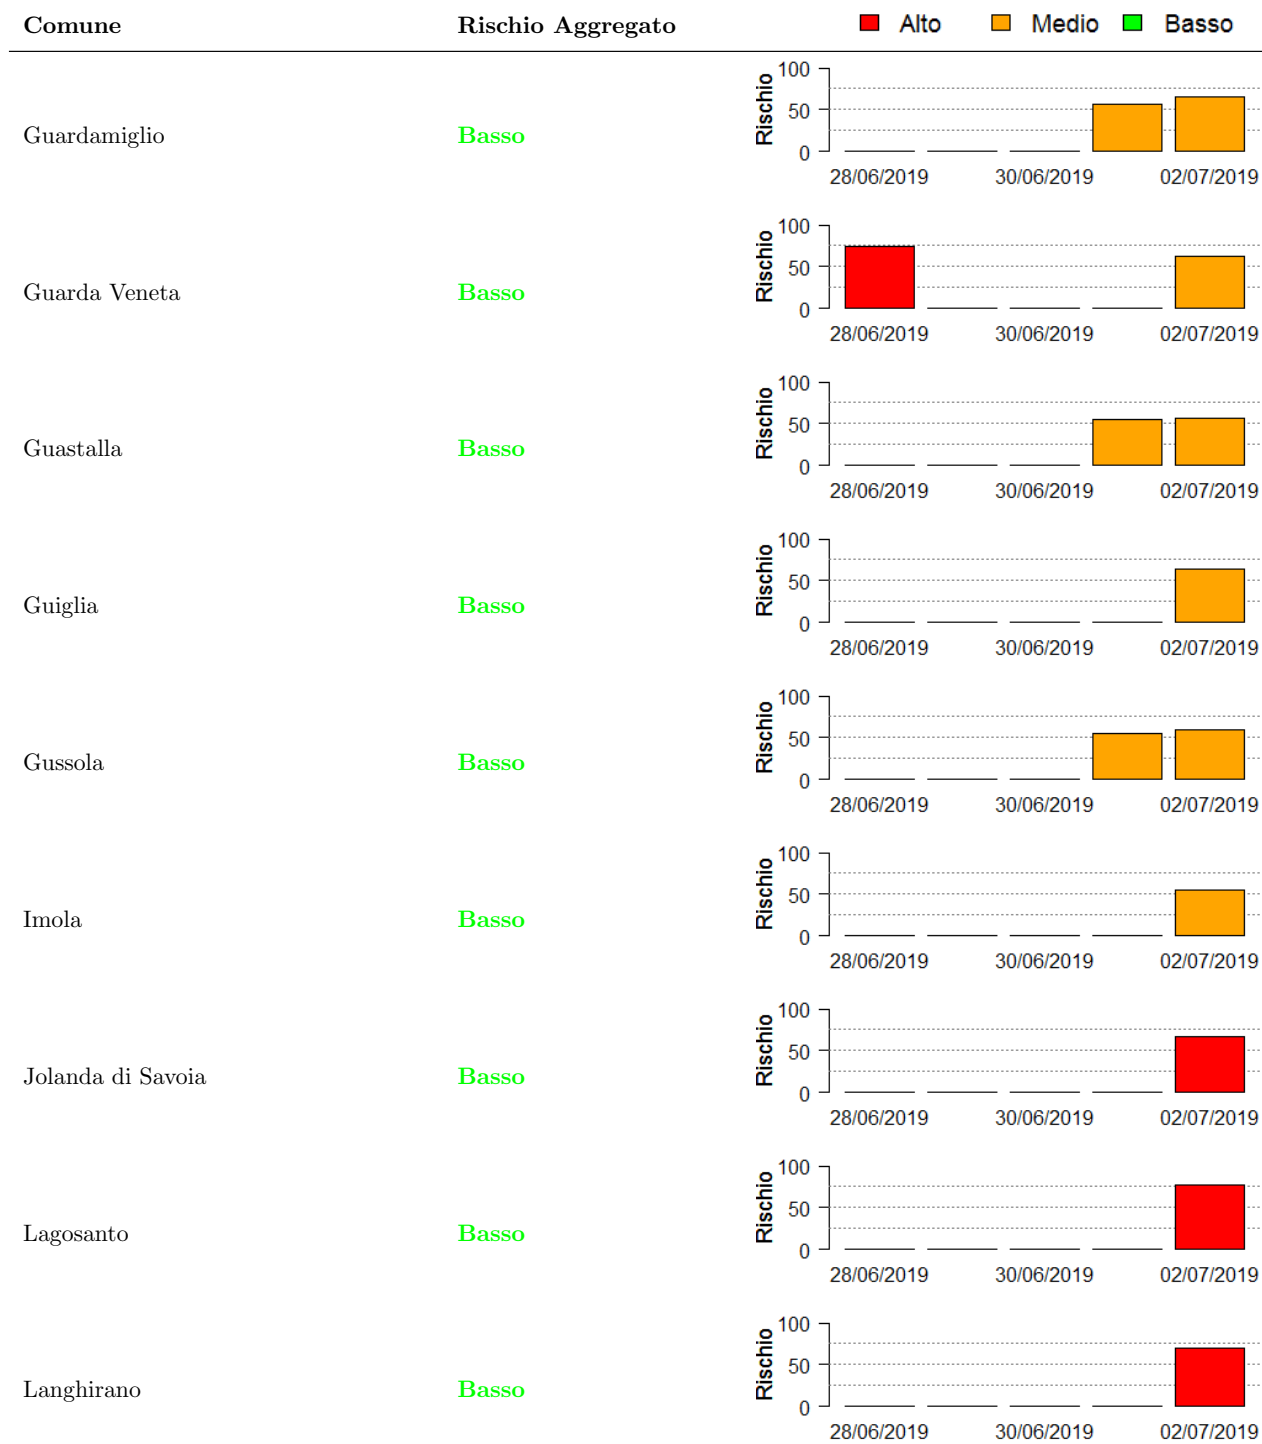 Comune Rischio Aggregato Alto Medio Basso
Guardamiglio Basso
Rischio
100
50
0
28/06/2019 30/06/2019 02/07/2019
Guarda Veneta Basso
Rischio
100
50
0
28/06/2019 30/06/2019 02/07/2019
Guastalla Basso
Rischio
100
50
0
28/06/2019 30/06/2019 02/07/2019
Guiglia Basso
Rischio
100
50
0
28/06/2019 30/06/2019 02/07/2019
Gussola Basso
Rischio
100
50
0
28/06/2019 30/06/2019 02/07/2019
Imola Basso
Rischio
100
50
0
28/06/2019 30/06/2019 02/07/2019
Jolanda di Savoia Basso
Rischio
100
50
0
28/06/2019 30/06/2019 02/07/2019
Lagosanto Basso
Rischio
100
50
0
28/06/2019 30/06/2019 02/07/2019
Langhirano Basso
Rischio
100
50
0
28/06/2019 30/06/2019 02/07/2019